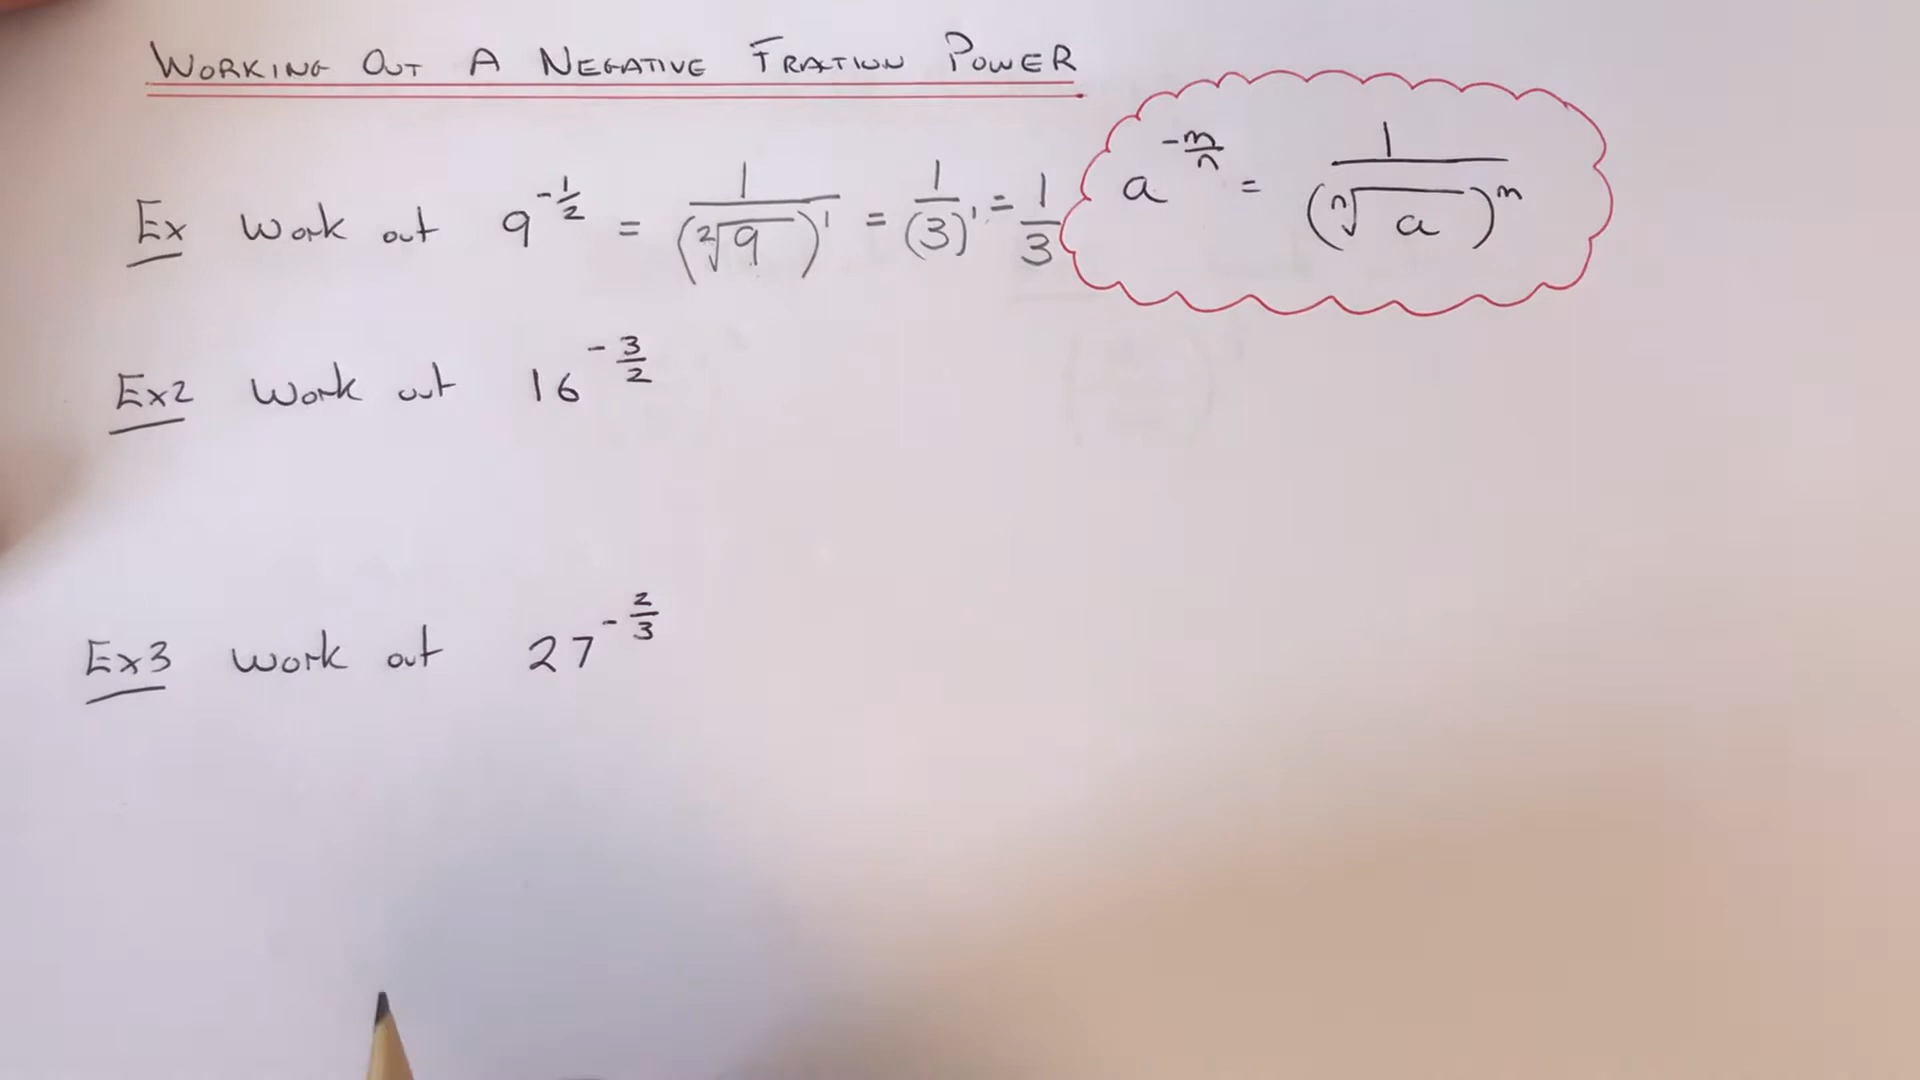 WORKING OUT A NEGATIVE FRACTION POWER
Ex Work out 9^{-1/2} = 1/(²√9)^1 = 1/(3)^1 = 1/3
a^{-m/n} = 1/(ⁿ√a)^m
Ex2 Work out 16^{-3/2}
Ex3 Work out 27^{-2/3}